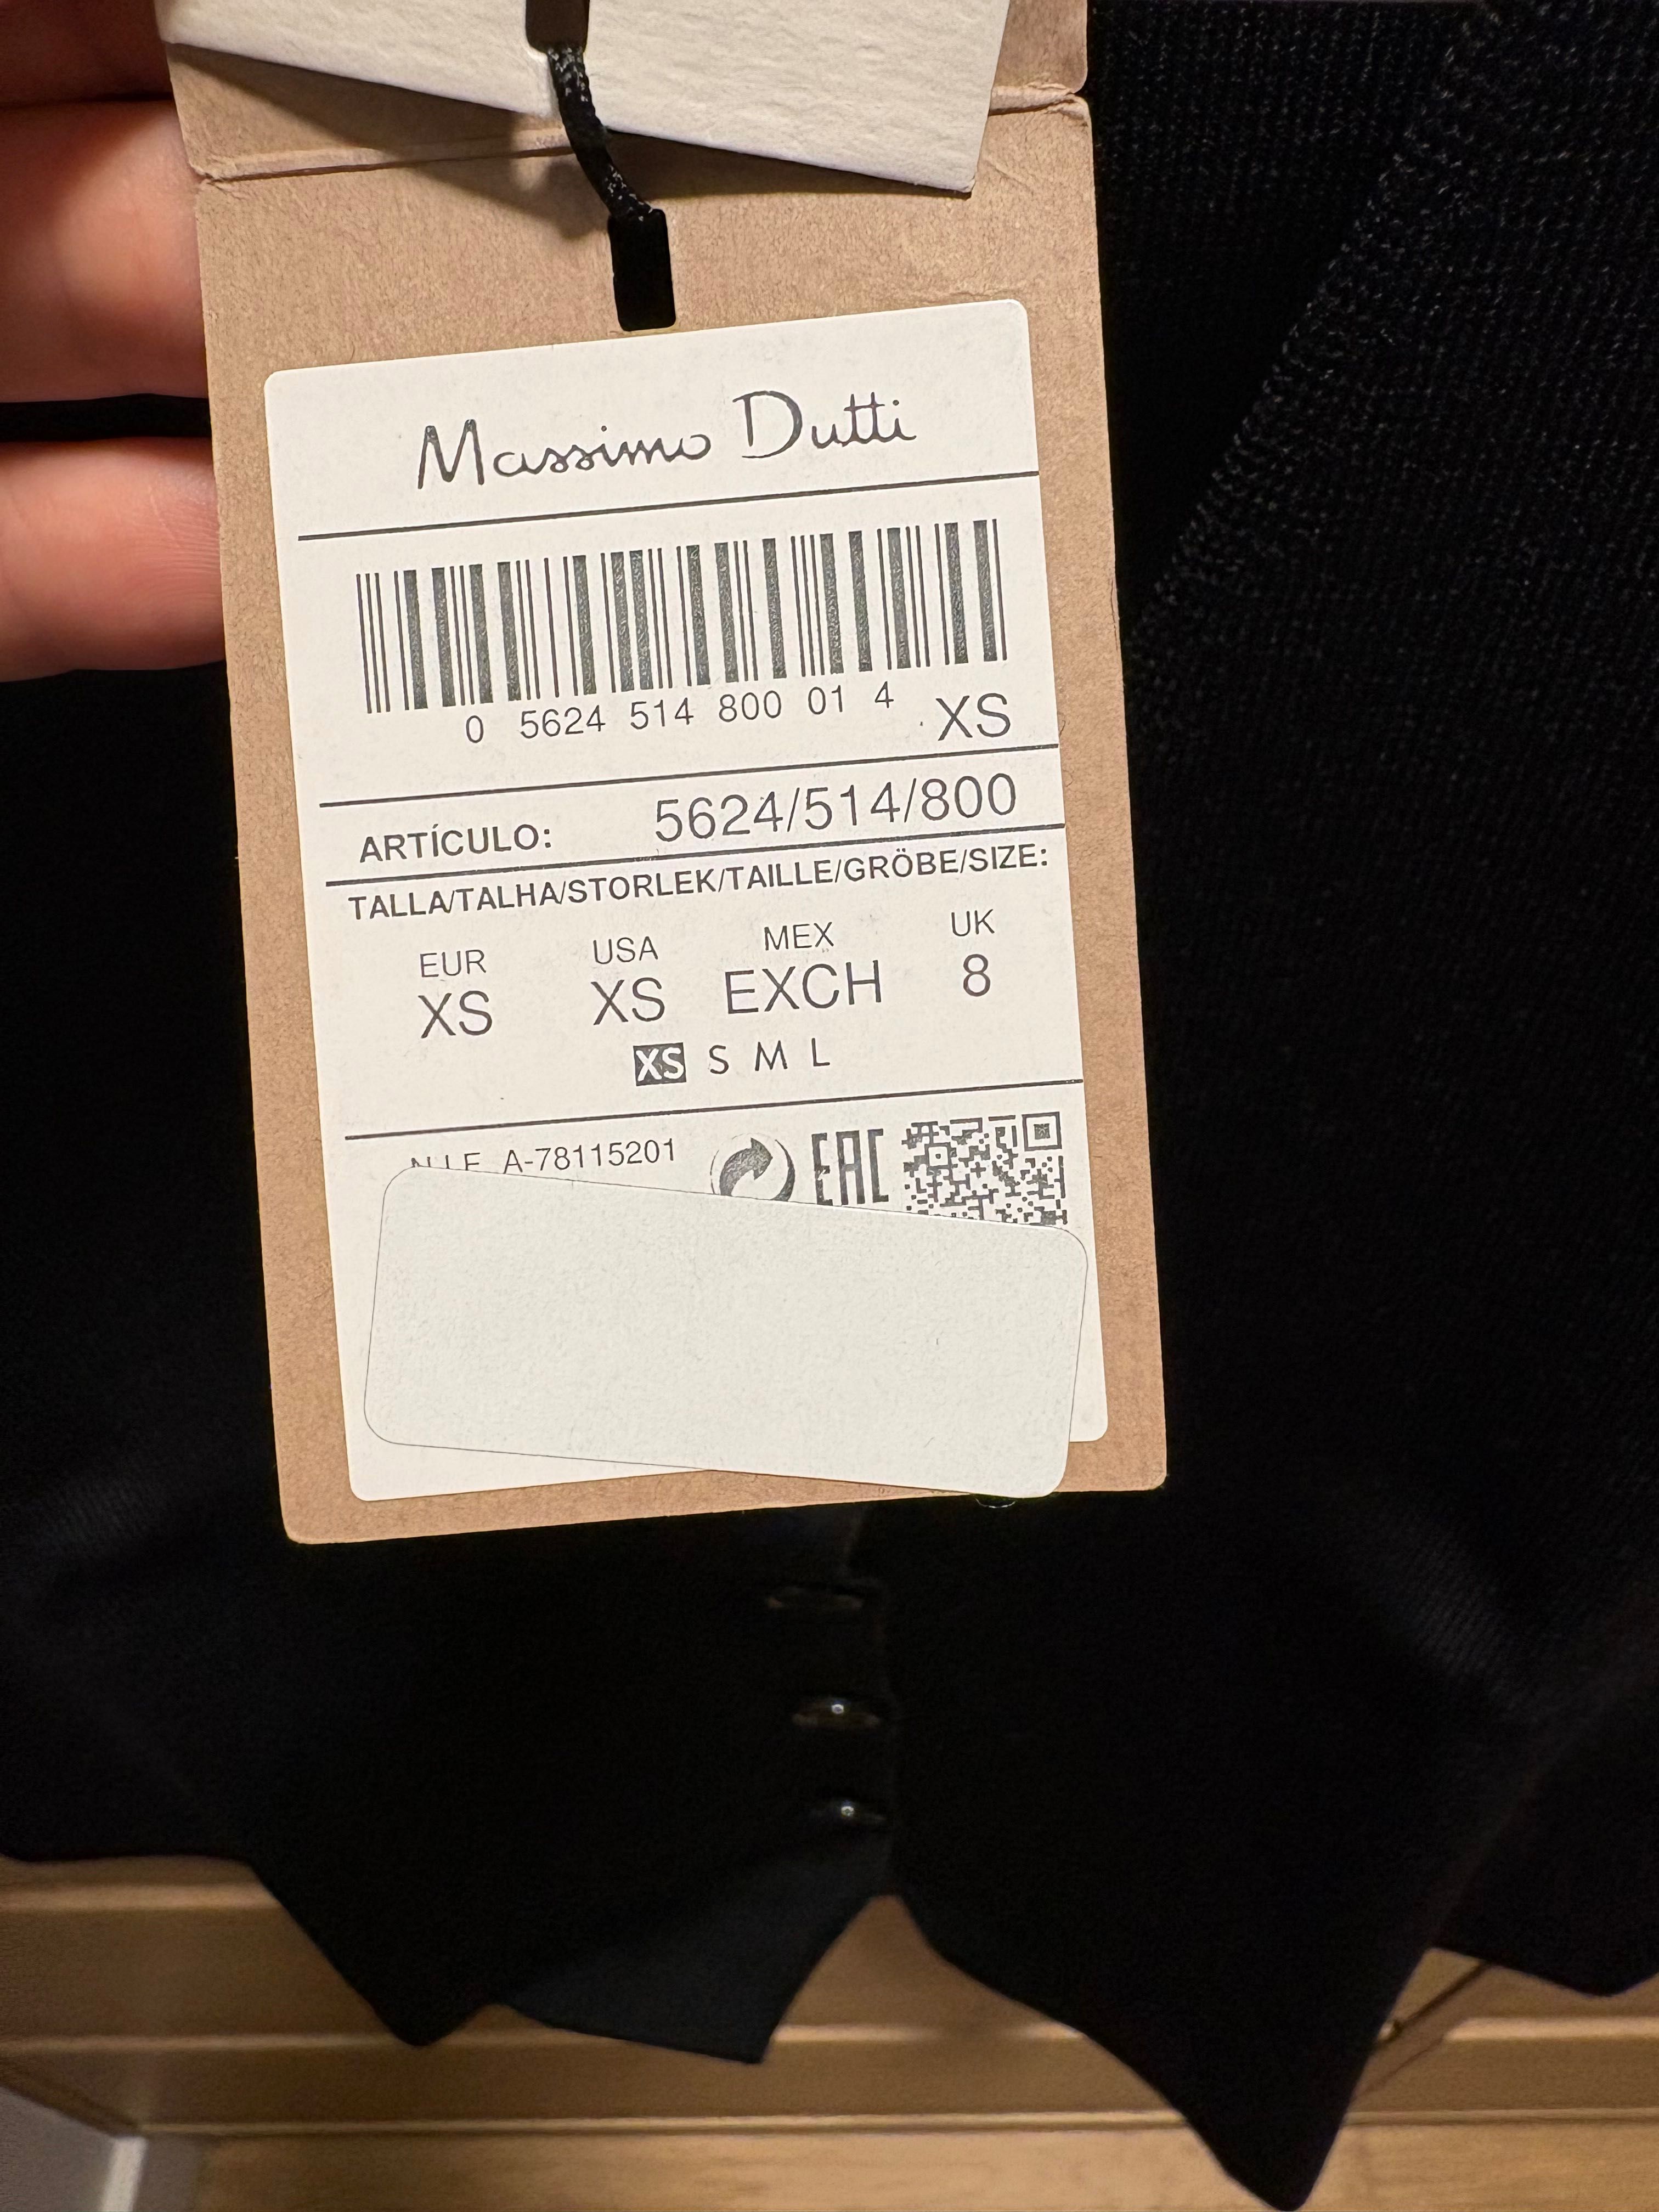 Massimo Dutti
0 5624 514 800 01 4 XS
ARTÍCULO: 5624/514/800
TALLA/TALHA/STORLEK/TAILLE/GRÖBE/SIZE:
EUR USA MEX UK
XS XS EXCH 8
XS S M L
N.I.F. A-78115201
EAC